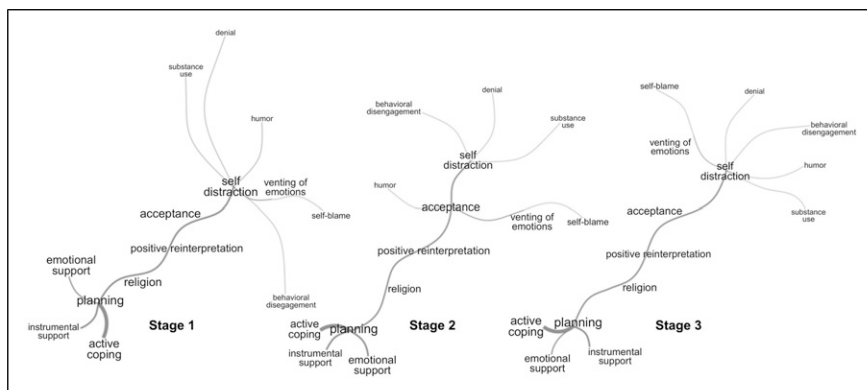 denial
substance
use
humor
self
distraction
venting of
emotions
self-blame
acceptance
positive reinterpretation
emotional
support
religion
planning
instrumental
support
active
coping
behavioral
disegagement
Stage 1
denial
behavioral
disengagement
substance
use
self
distraction
humor
acceptance
venting of
emotions
self-blame
positive reinterpretation
religion
active
coping
planning
instrumental
support
emotional
support
Stage 2
self-blame
denial
behavioral
disengagement
venting of
emotions
self
distraction
humor
substance
use
acceptance
positive reinterpretation
religion
active
coping
planning
emotional
support
instrumental
support
Stage 3